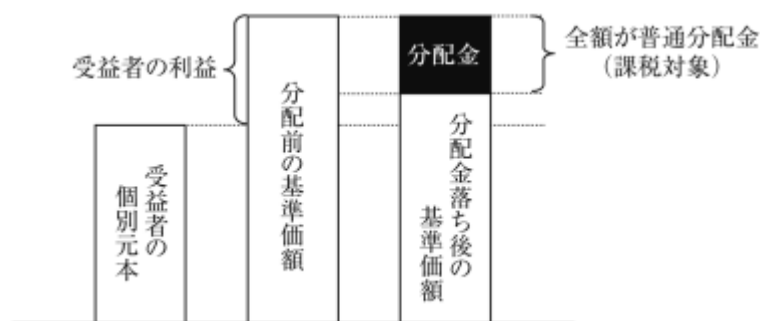 受益者の利益
受益者の
個別元本
分配前の基準価額
分配金
分配金落ち後の
基準価額
全額が普通分配金
(課税対象)